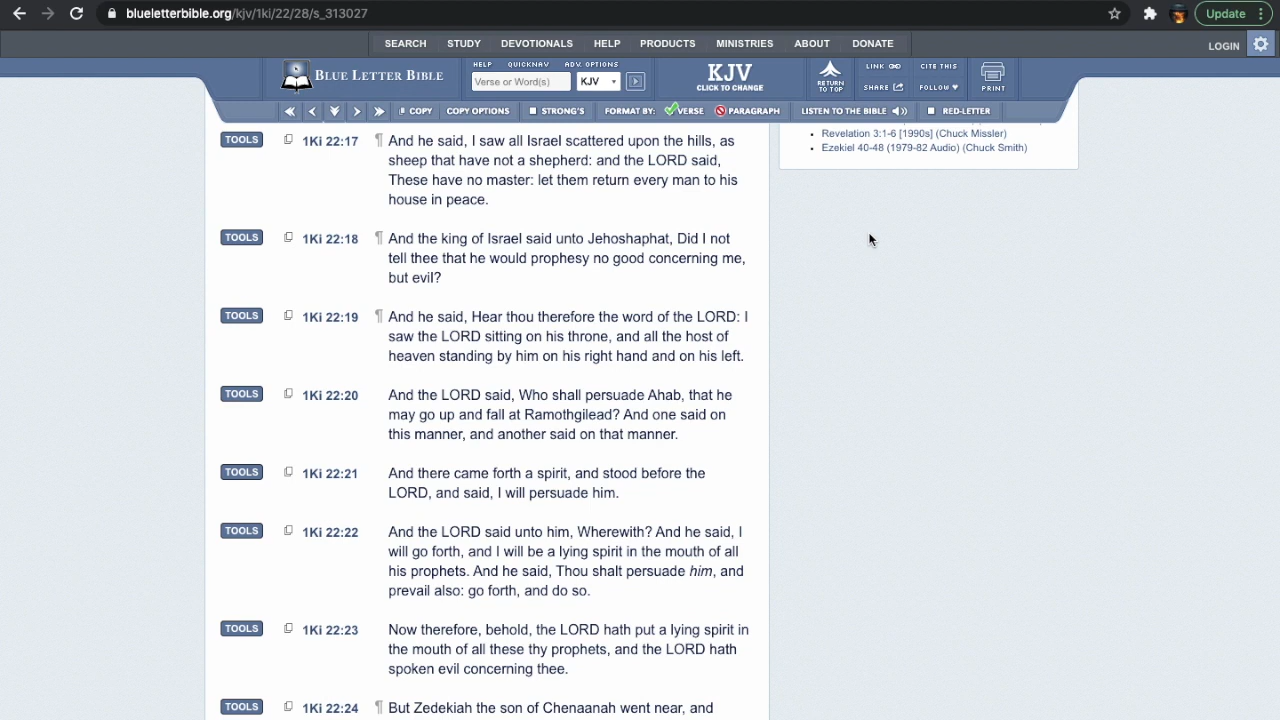 blueletterbible.org/kjv/1ki/22/28/s_313027
Update
SEARCH STUDY DEVOTIONALS HELP PRODUCTS MINISTRIES ABOUT DONATE
LOGIN
BLUE LETTER BIBLE
HELP QUICKNAV ADV. OPTIONS
Verse or Word(s) KJV
KJV
CLICK TO CHANGE
RETURN
TO TOP
LINK CITE THIS
SHARE FOLLOW
PRINT
COPY COPY OPTIONS STRONG'S FORMAT BY: VERSE PARAGRAPH LISTEN TO THE BIBLE RED-LETTER
Revelation 3:1-6 [1990s] (Chuck Missler)
Ezekiel 40-48 (1979-82 Audio) (Chuck Smith)
TOOLS 1Ki 22:17 ¶ And he said, I saw all Israel scattered upon the hills, as
sheep that have not a shepherd: and the LORD said,
These have no master: let them return every man to his
house in peace.
TOOLS 1Ki 22:18 ¶ And the king of Israel said unto Jehoshaphat, Did I not
tell thee that he would prophesy no good concerning me,
but evil?
TOOLS 1Ki 22:19 ¶ And he said, Hear thou therefore the word of the LORD: I
saw the LORD sitting on his throne, and all the host of
heaven standing by him on his right hand and on his left.
TOOLS 1Ki 22:20 And the LORD said, Who shall persuade Ahab, that he
may go up and fall at Ramothgilead? And one said on
this manner, and another said on that manner.
TOOLS 1Ki 22:21 And there came forth a spirit, and stood before the
LORD, and said, I will persuade him.
TOOLS 1Ki 22:22 And the LORD said unto him, Wherewith? And he said, I
will go forth, and I will be a lying spirit in the mouth of all
his prophets. And he said, Thou shalt persuade him, and
prevail also: go forth, and do so.
TOOLS 1Ki 22:23 Now therefore, behold, the LORD hath put a lying spirit in
the mouth of all these thy prophets, and the LORD hath
spoken evil concerning thee.
TOOLS 1Ki 22:24 ¶ But Zedekiah the son of Chenaanah went near, and